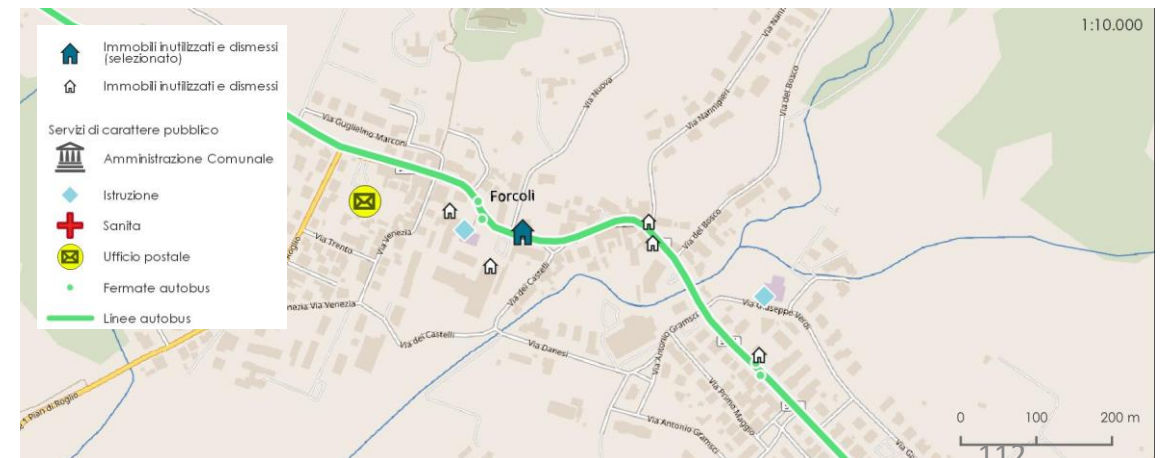 Immobili inutilizzati e dismessi
(selezionato)
Immobili inutilizzati e dismessi
Servizi di carattere pubblico
Amministrazione Comunale
Istruzione
Sanita
Ufficio postale
Fermate autobus
Linee autobus
1:10.000
Via Guglielmo Marconi
Forcoli
Via Nuova
Via Nannipieri
Via del Bosco
Via del Bosco
Via Trento
Via Venezia
Via Venezia
Via dei Castelli
Via dei Castelli
Via Danesi
Via Antonio Gramsci
Via Giuseppe Verdi
Via Primo Maggio
Via Antonio Gramsci
Pian di Roglio
0 100 200 m
112